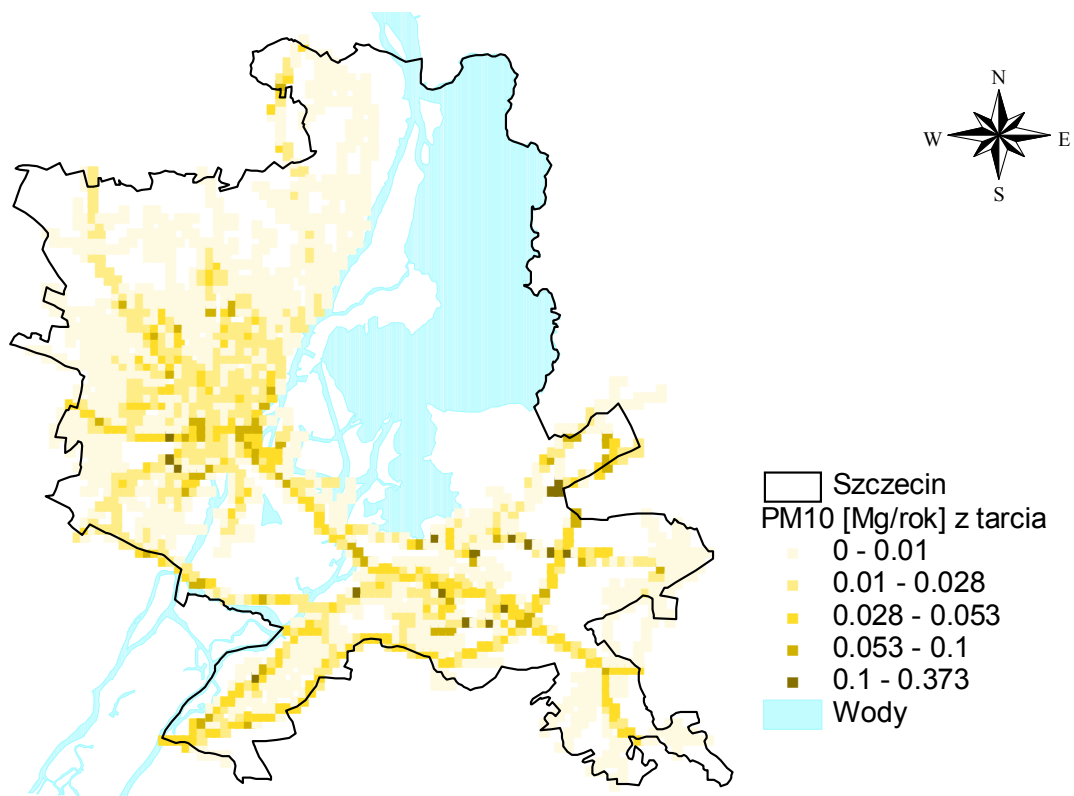 N
W
E
S
Szczecin
PM10 [Mg/rok] z tarcia
0 - 0.01
0.01 - 0.028
0.028 - 0.053
0.053 - 0.1
0.1 - 0.373
Wody